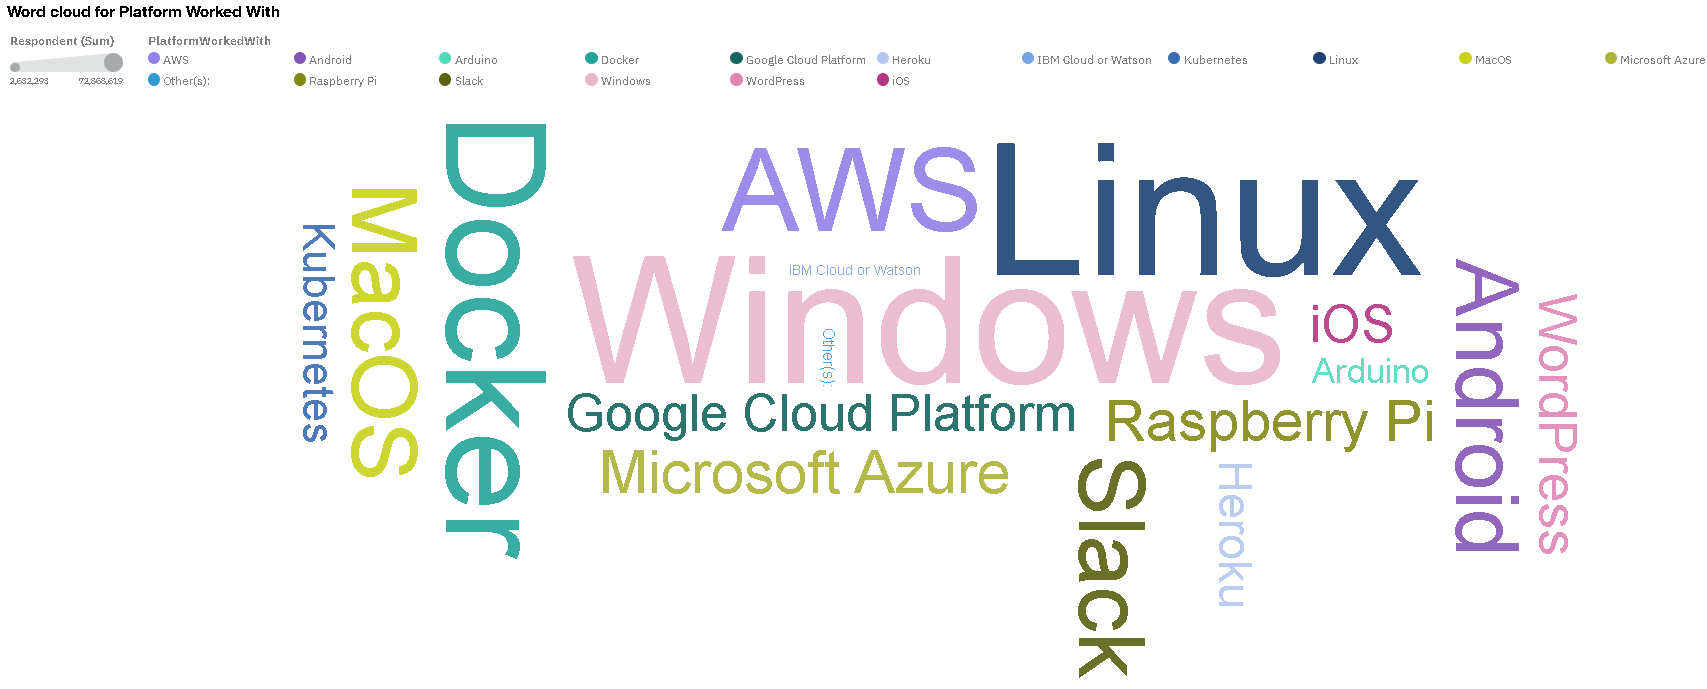 Word cloud for Platform Worked With
Respondent (Sum)
2,682,293 72,868,619
PlatformWorkedWith
AWS Android Arduino Docker Google Cloud Platform Heroku IBM Cloud or Watson Kubernetes Linux MacOS Microsoft Azure
Other(s): Raspberry Pi Slack Windows WordPress iOS
Kubernetes
MacOS
Docker
AWS
Linux
IBM Cloud or Watson
Windows
Other(s):
iOS
Arduino
Google Cloud Platform
Raspberry Pi
Microsoft Azure
Slack
Heroku
Android
WordPress